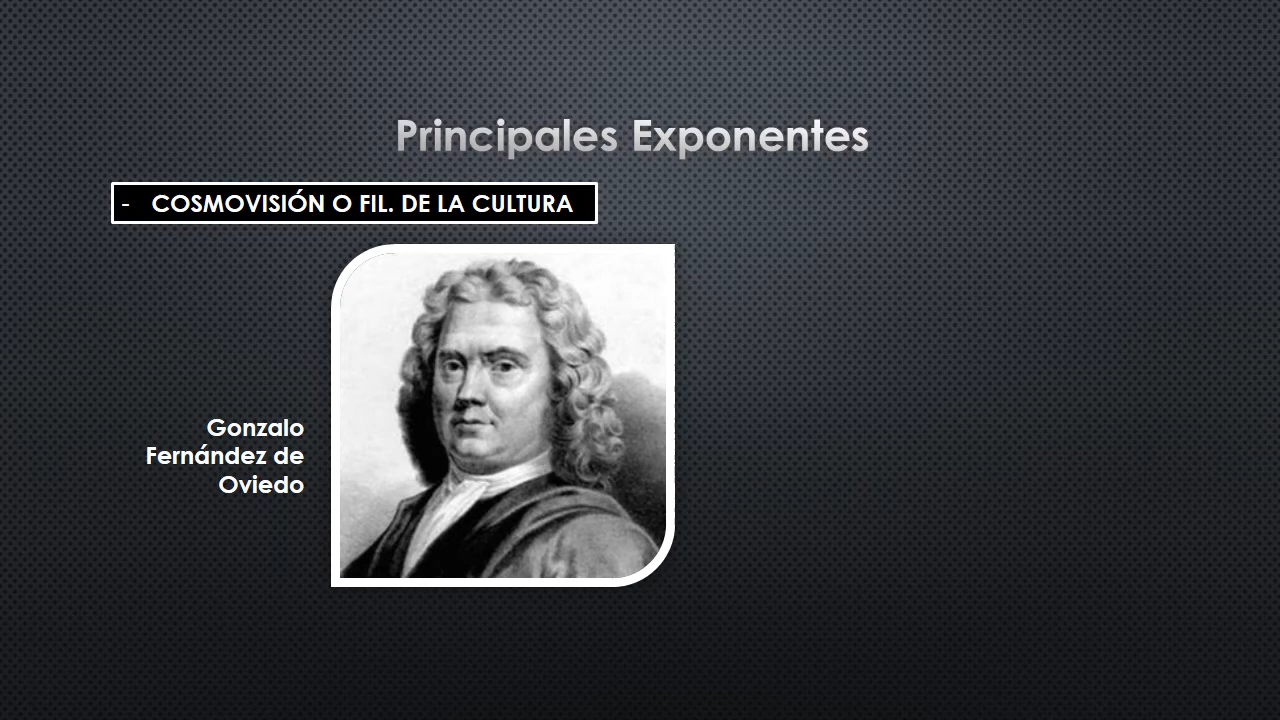 Principales Exponentes
- COSMOVISIÓN O FIL. DE LA CULTURA
Gonzalo
Fernández de
Oviedo